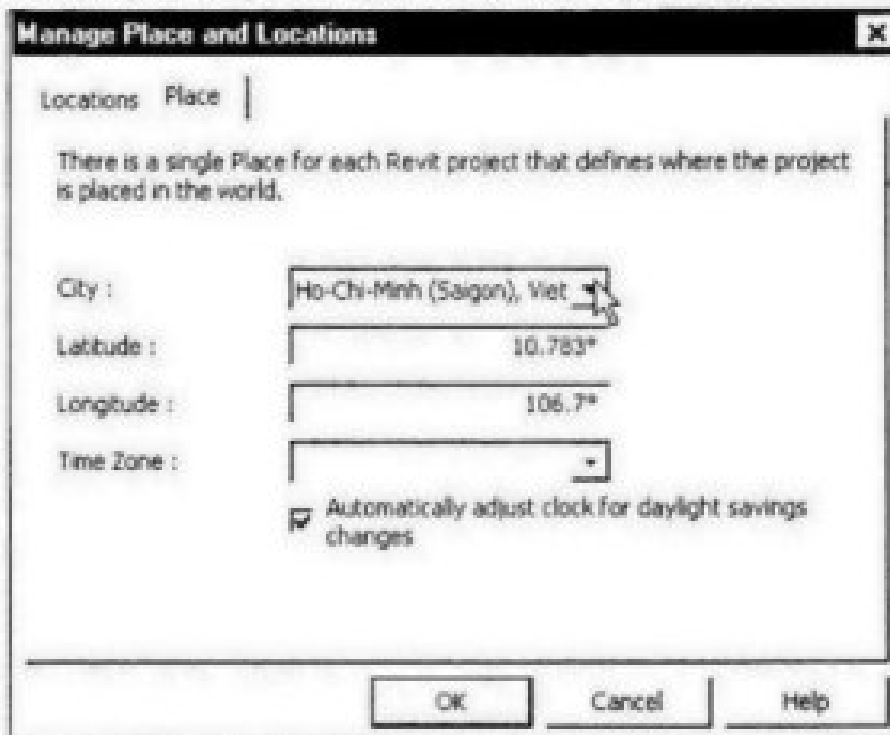 Manage Place and Locations
Locations Place
There is a single Place for each Revit project that defines where the project
is placed in the world.
City : Ho-Chi-Minh (Saigon), Viet
Latitude : 10.783°
Longitude : 106.7°
Time Zone :
Automatically adjust clock for daylight savings
changes
OK Cancel Help